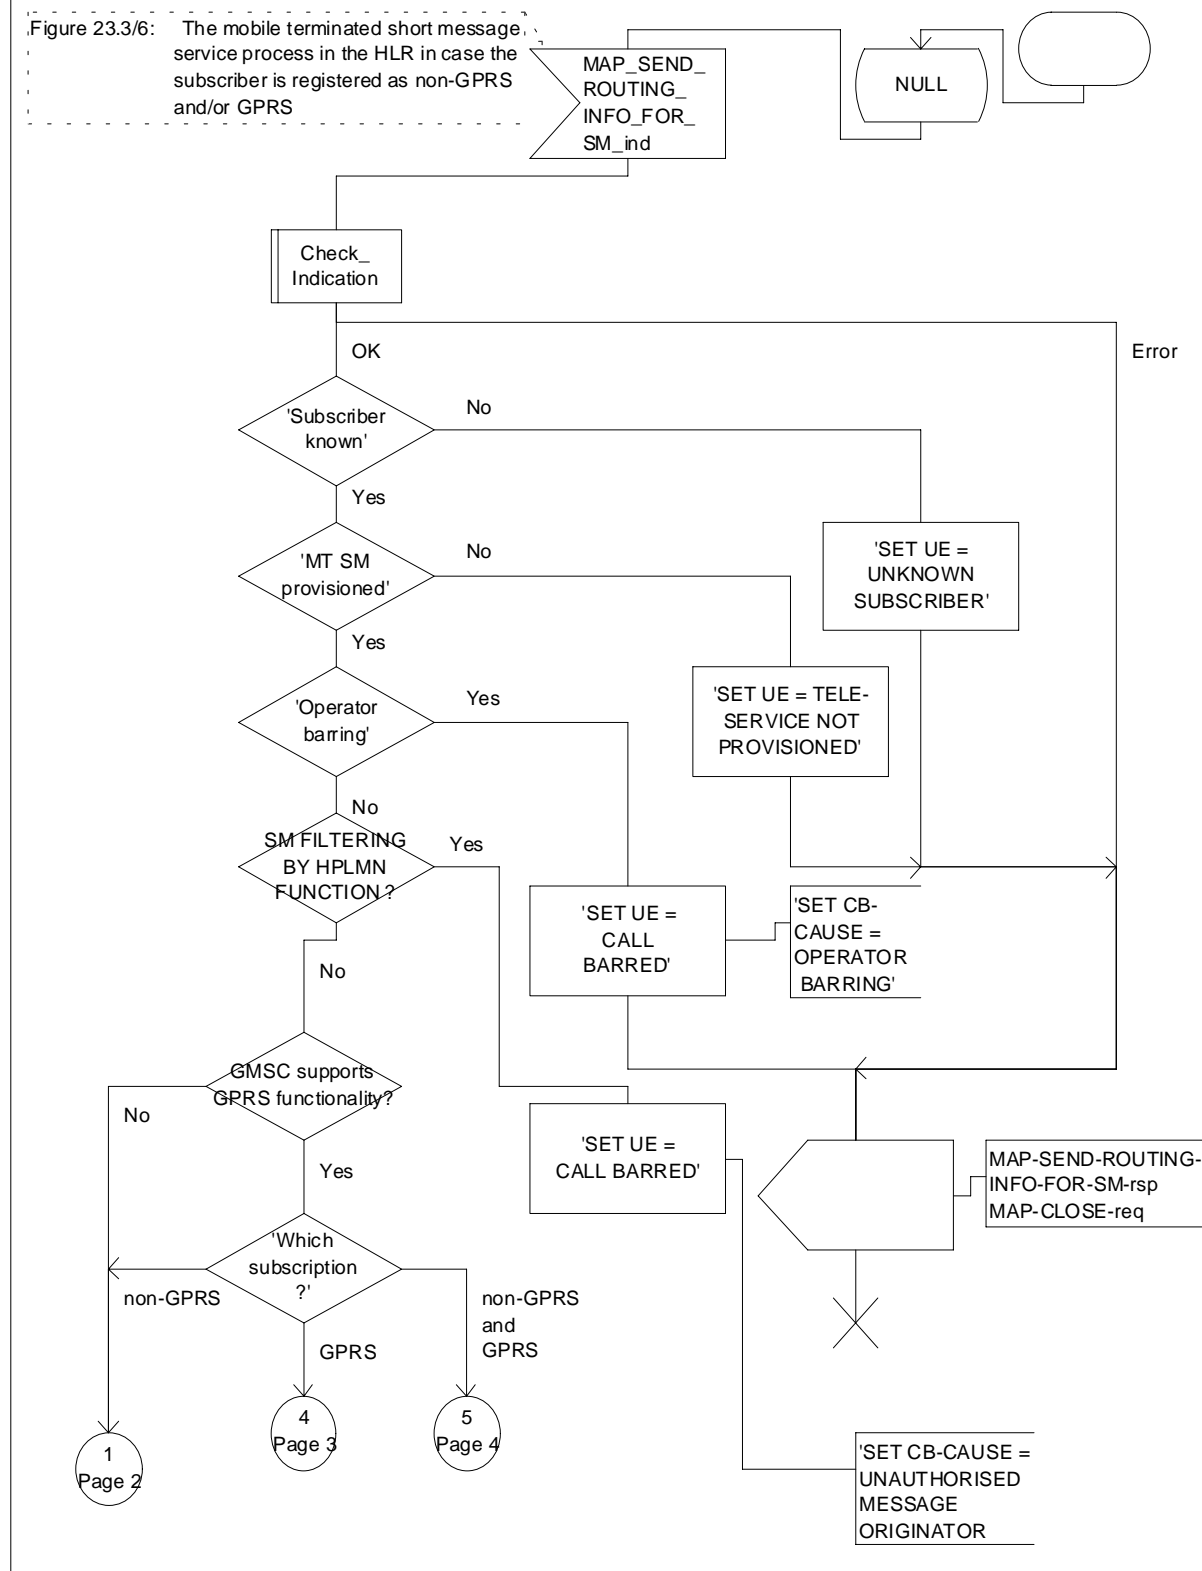 Figure 23.3/6: The mobile terminated short message
service process in the HLR in case the
subscriber is registered as non-GPRS
and/or GPRS
MAP_SEND_
ROUTING_
INFO_FOR_
SM_ind
NULL
Check_
Indication
OK
Error
'Subscriber
known'
No
Yes
'SET UE =
UNKNOWN
SUBSCRIBER'
'MT SM
provisioned'
No
Yes
'SET UE = TELE-
SERVICE NOT
PROVISIONED'
'Operator
barring'
Yes
No
SM FILTERING
BY HPLMN
FUNCTION ?
Yes
No
'SET UE =
CALL
BARRED'
'SET CB-
CAUSE =
OPERATOR
BARRING'
GMSC supports
GPRS functionality?
No
Yes
'SET UE =
CALL BARRED'
MAP-SEND-ROUTING-
INFO-FOR-SM-rsp
MAP-CLOSE-req
'Which
subscription
?'
non-GPRS
GPRS
non-GPRS
and
GPRS
1
Page 2
4
Page 3
5
Page 4
'SET CB-CAUSE =
UNAUTHORISED
MESSAGE
ORIGINATOR